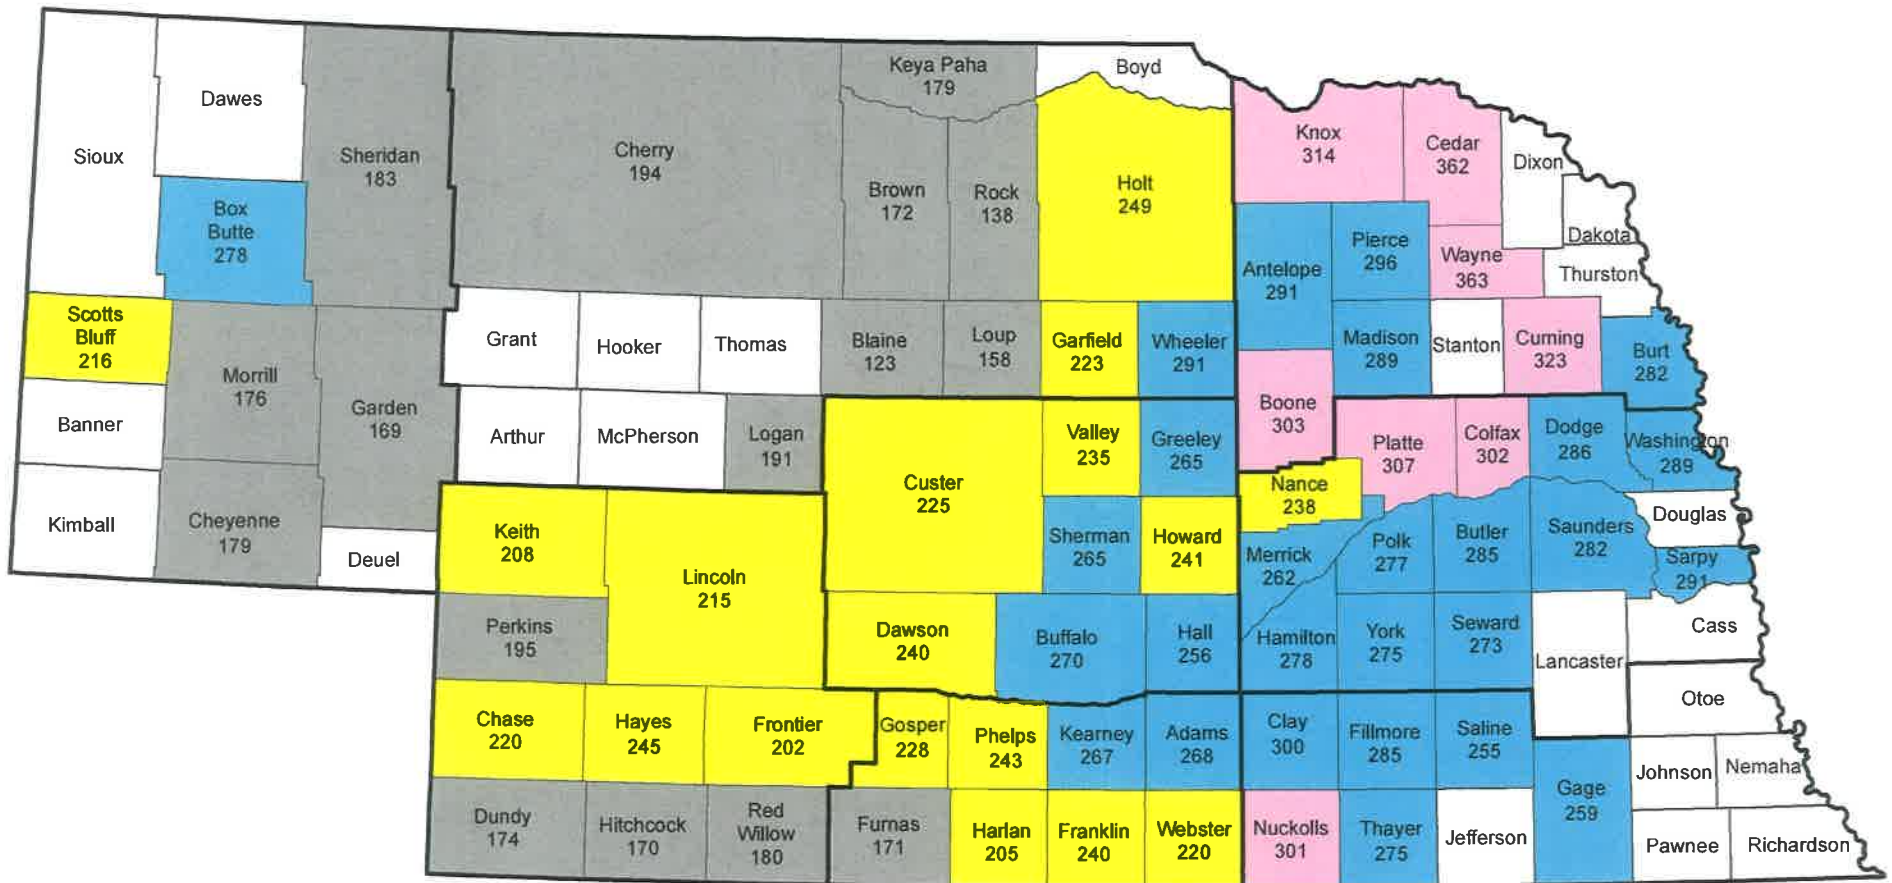 Sioux
Dawes
Sheridan
183
Box
Butte
278
Scotts
Bluff
216
Banner
Kimball
Morrill
176
Garden
169
Cheyenne
179
Deuel
Cherry
194
Keya Paha
179
Brown
172
Rock
138
Boyd
Holt
249
Grant
Hooker
Thomas
Blaine
123
Loup
158
Garfield
223
Wheeler
291
Arthur
McPherson
Logan
191
Custer
225
Valley
235
Greeley
265
Sherman
265
Howard
241
Keith
208
Lincoln
215
Perkins
195
Dawson
240
Buffalo
270
Hall
256
Chase
220
Hayes
245
Frontier
202
Gosper
228
Phelps
243
Kearney
267
Adams
268
Dundy
174
Hitchcock
170
Red
Willow
180
Furnas
171
Harlan
205
Franklin
240
Webster
220
Knox
314
Cedar
362
Dixon
Dakota
Antelope
291
Pierce
296
Wayne
363
Thurston
Madison
289
Stanton
Cuming
323
Burt
282
Boone
303
Platte
307
Colfax
302
Dodge
286
Washington
289
Nance
238
Merrick
262
Polk
277
Butler
285
Saunders
282
Douglas
Sarpy
291
Hamilton
278
York
275
Seward
273
Lancaster
Cass
Otoe
Clay
300
Fillmore
285
Saline
255
Gage
259
Johnson
Nemaha
Nuckolls
301
Thayer
275
Jefferson
Pawnee
Richardson